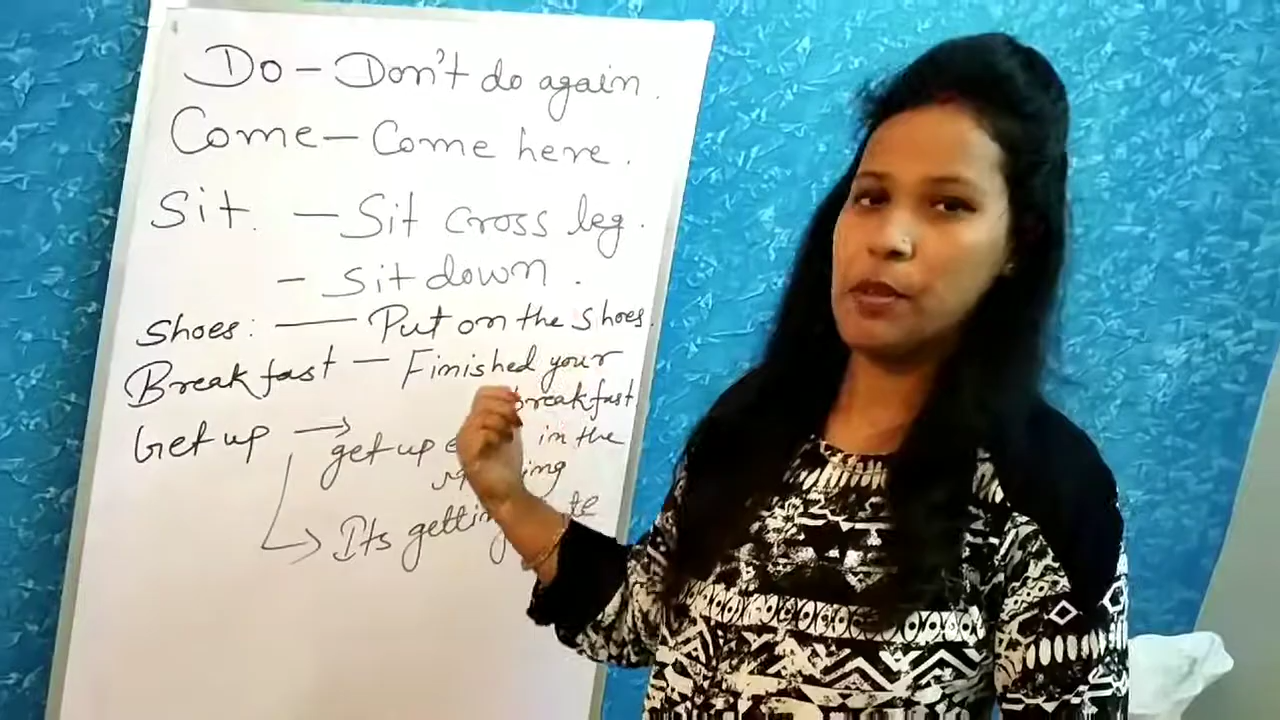 Do - Don't do again.
Come - Come here.
Sit. - Sit cross leg.
- Sit down.
Shoes: - Put on the shoes.
Breakfast - Finished your
breakfast
Get up → get up in the
→ Its getting